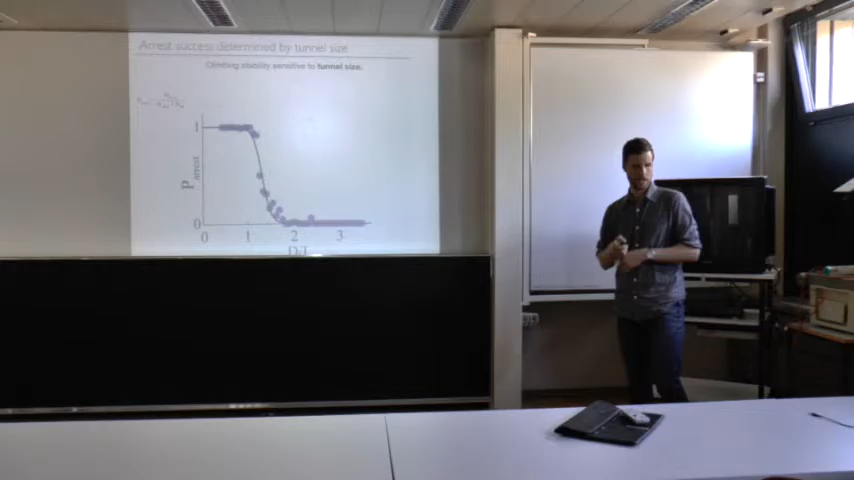 Arrest success determined by tunnel size
Climbing stability sensitive to tunnel size.
1
P arrest
0
0 1 2 3